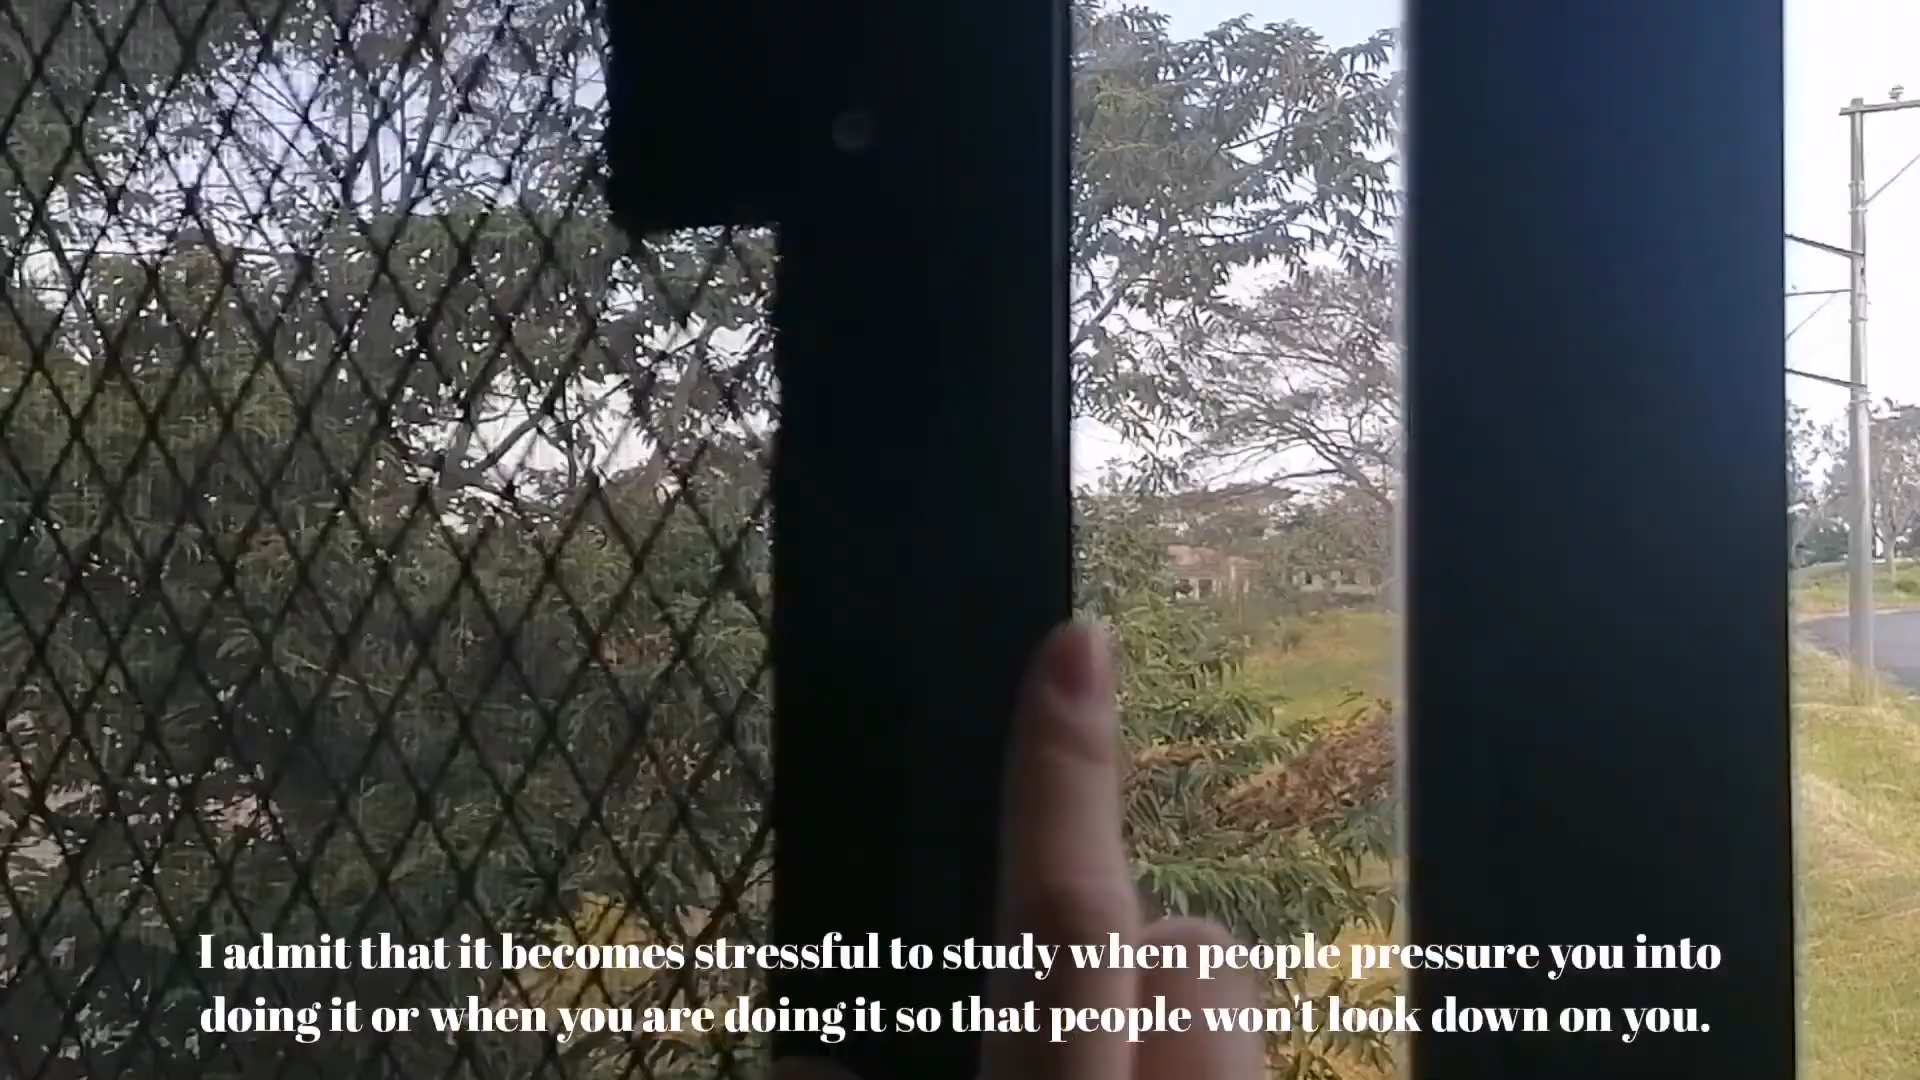 I admit that it becomes stressful to study when people pressure you into
doing it or when you are doing it so that people won't look down on you.